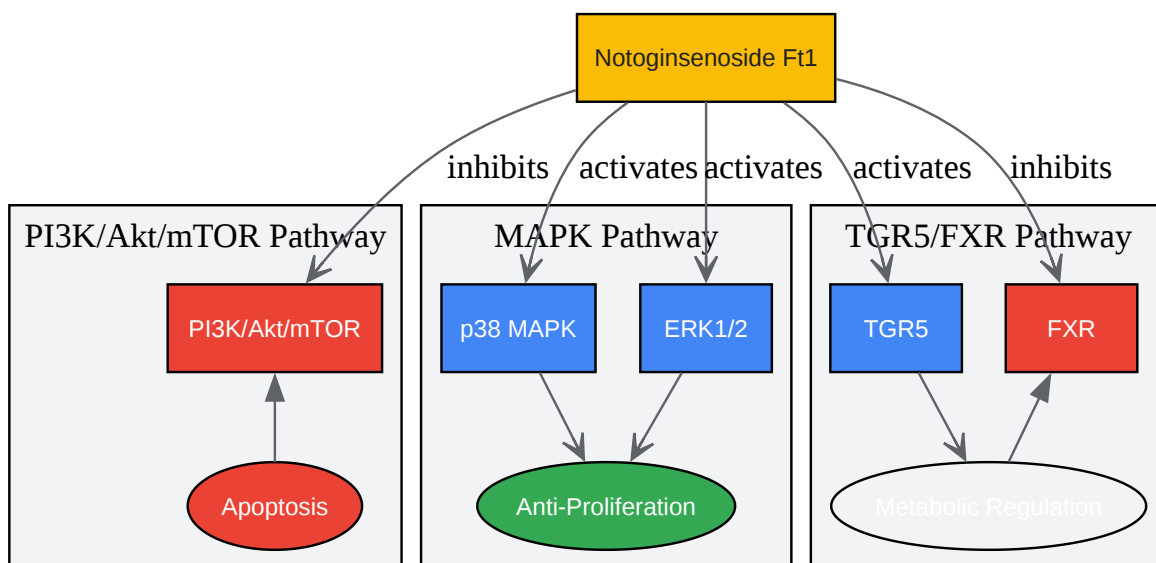 Notoginsenoside Ft1
inhibits
activates
activates
activates
inhibits
PI3K/Akt/mTOR Pathway
MAPK Pathway
TGR5/FXR Pathway
PI3K/Akt/mTOR
p38 MAPK
ERK1/2
TGR5
FXR
Apoptosis
Anti-Proliferation
Metabolic Regulation